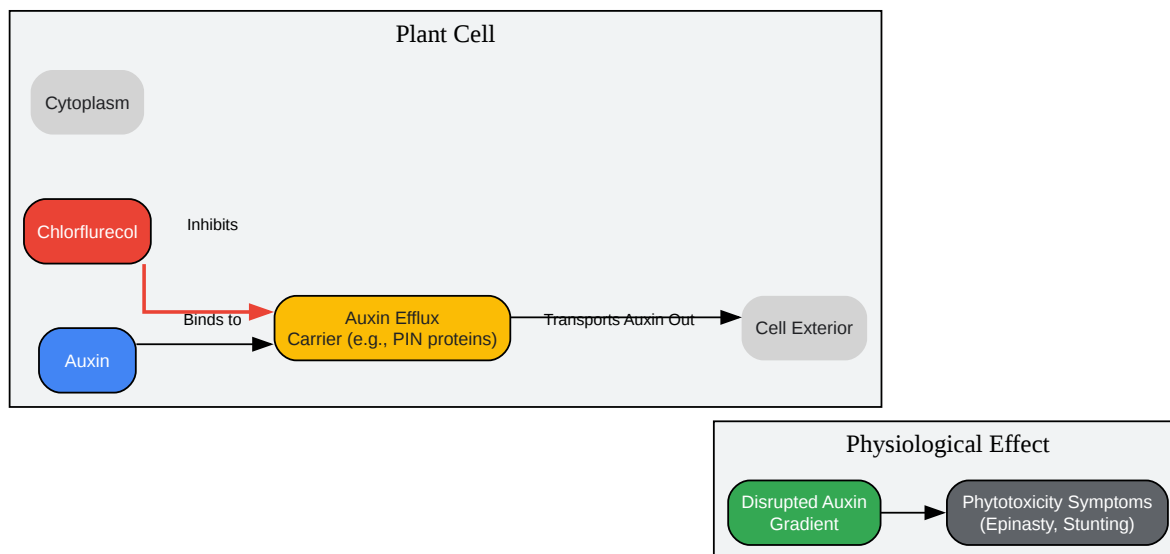 Plant Cell
Cytoplasm
Chlorflurecol
Inhibits
Binds to
Auxin Efflux
Carrier (e.g., PIN proteins)
Transports Auxin Out
Cell Exterior
Auxin
Physiological Effect
Disrupted Auxin
Gradient
Phytotoxicity Symptoms
(Epinasty, Stunting)